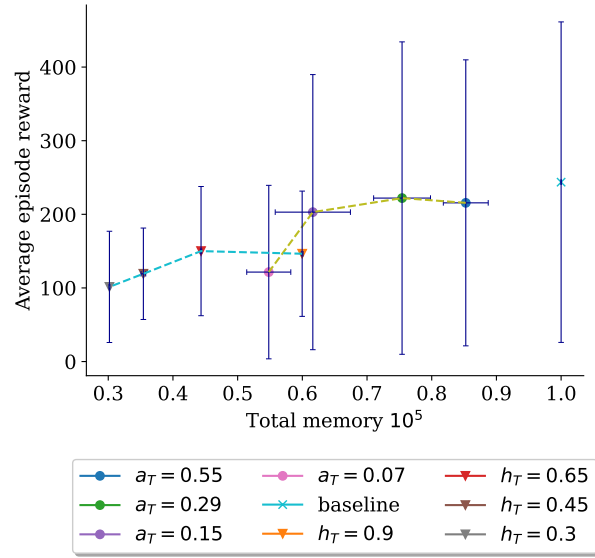 Average episode reward
400
300
200
100
0
0.3 0.4 0.5 0.6 0.7 0.8 0.9 1.0
Total memory 10⁵
a_T = 0.55 a_T = 0.07 h_T = 0.65
a_T = 0.29 baseline h_T = 0.45
a_T = 0.15 h_T = 0.9 h_T = 0.3